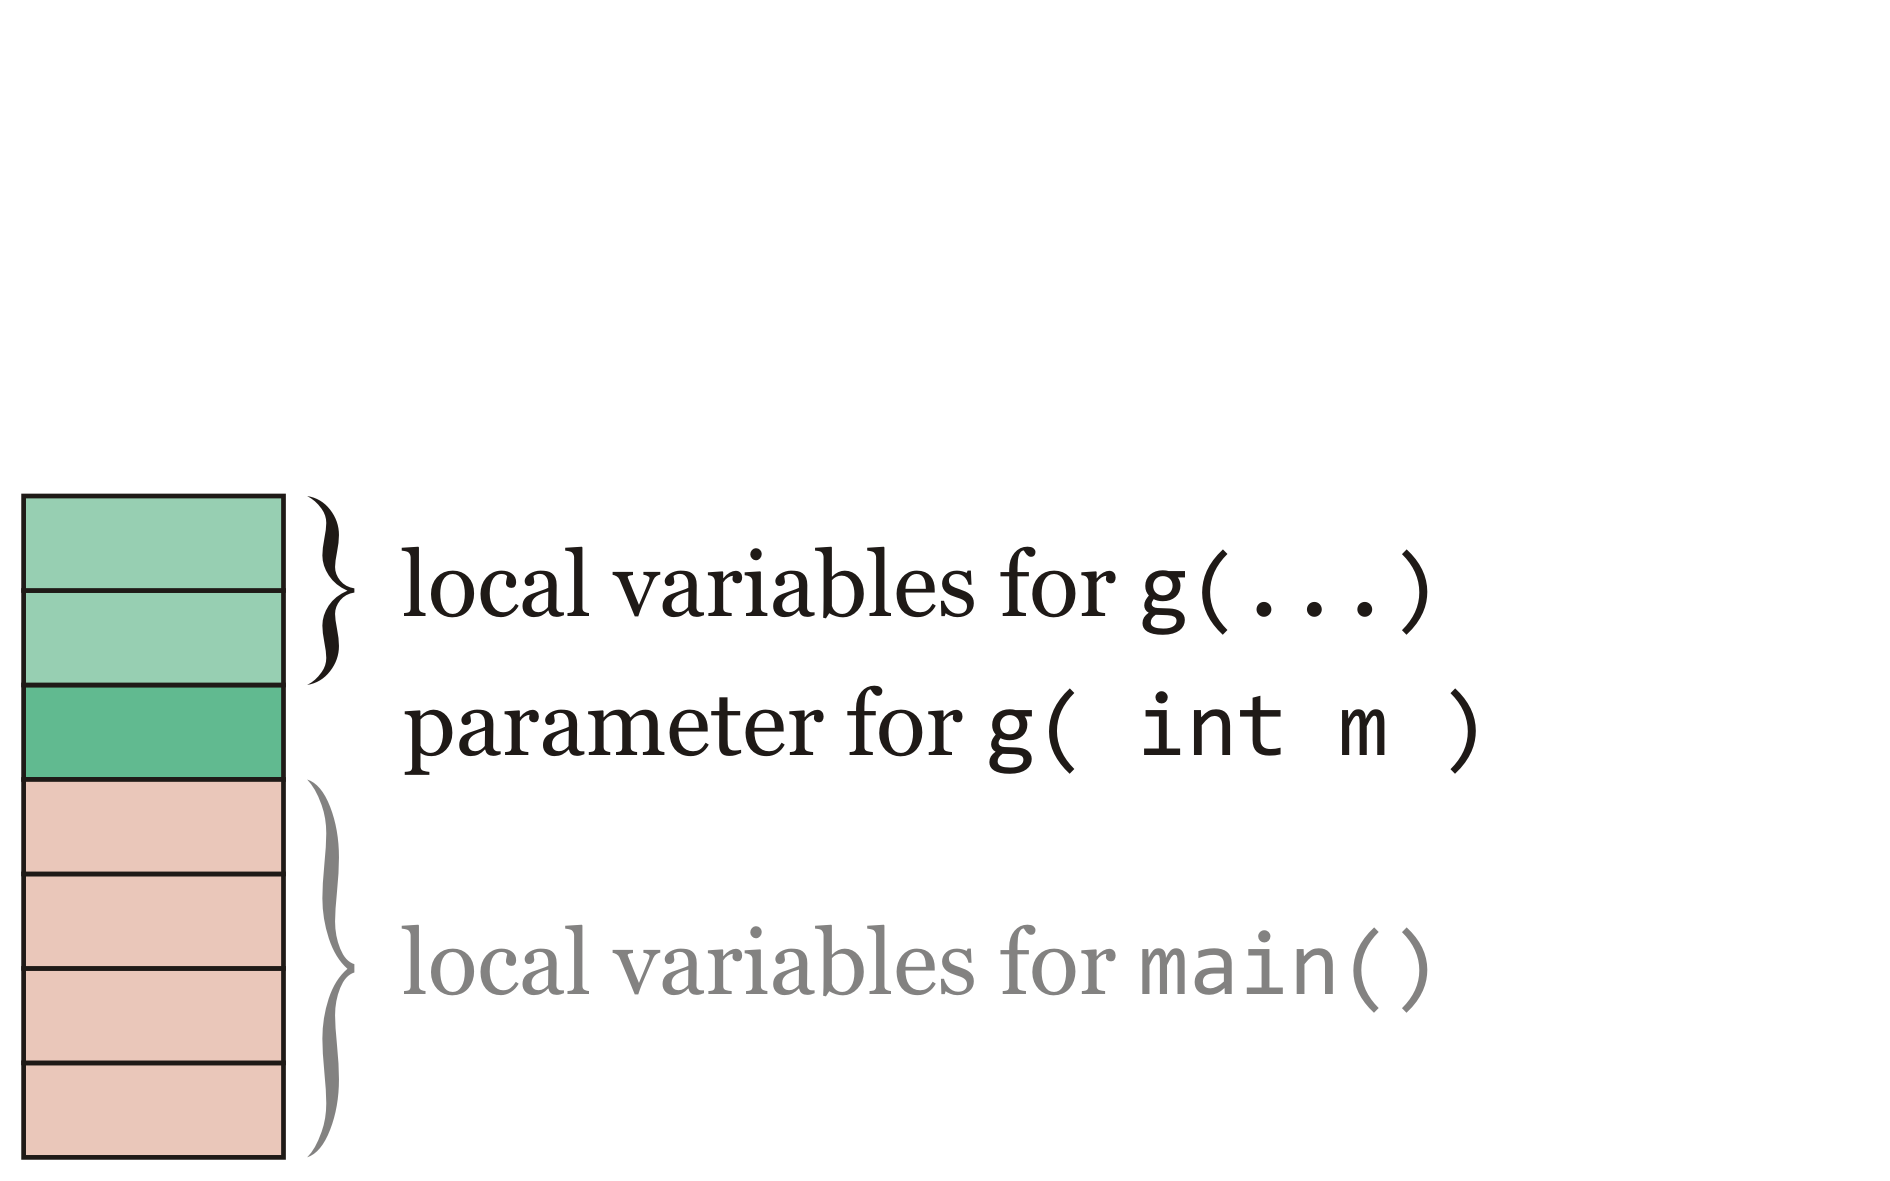 local variables for g(...)
parameter for g( int m )
local variables for main()